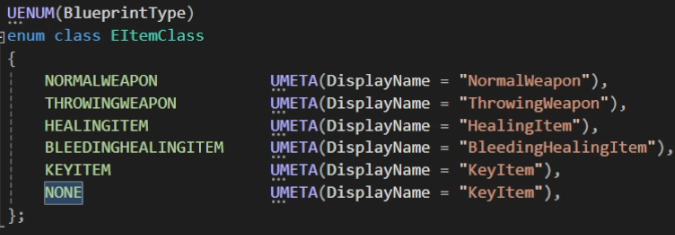 UENUM(BlueprintType)
enum class EItemClass
{
NORMALWEAPON UMETA(DisplayName = "NormalWeapon"),
THROWINGWEAPON UMETA(DisplayName = "ThrowingWeapon"),
HEALINGITEM UMETA(DisplayName = "HealingItem"),
BLEEDINGHEALINGITEM UMETA(DisplayName = "BleedingHealingItem"),
KEYITEM UMETA(DisplayName = "KeyItem"),
NONE UMETA(DisplayName = "KeyItem"),
};